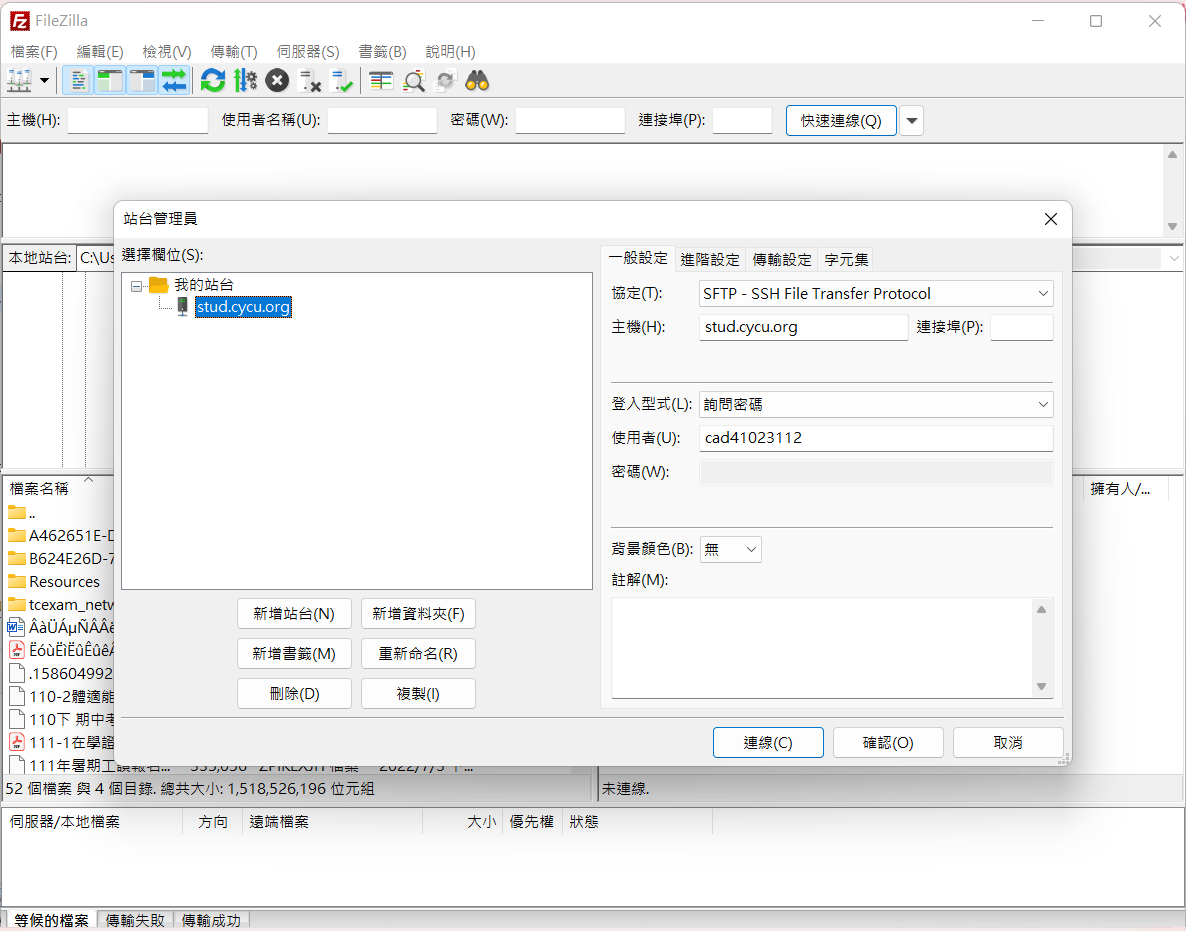 FileZilla
檔案(F) 編輯(E) 檢視(V) 傳輸(T) 伺服器(S) 書籤(B) 說明(H)
主機(H): 使用者名稱(U): 密碼(W): 連接埠(P): 快速連線(Q)
本地站台: C:\Us
站台管理員
選擇欄位(S):
我的站台
stud.cycu.org
新增站台(N) 新增資料夾(F)
新增書籤(M) 重新命名(R)
刪除(D) 複製(I)
一般設定 進階設定 傳輸設定 字元集
協定(T): SFTP - SSH File Transfer Protocol
主機(H): stud.cycu.org 連接埠(P):
登入型式(L): 詢問密碼
使用者(U): cad41023112
密碼(W):
背景顏色(B): 無
註解(M):
連線(C) 確認(O) 取消
檔案名稱
..
A462651E-D
B624E26D-7
Resources
tcexam_netw
.158604992
110-2體適能
110下 期中考
111-1在學證
111年暑期工讀報名...
2022/7/5
擁有人/...
52 個檔案 與 4 個目錄. 總共大小: 1,518,526,196 位元組
未連線.
伺服器/本地檔案 方向 遠端檔案 大小 優先權 狀態
等候的檔案 傳輸失敗 傳輸成功